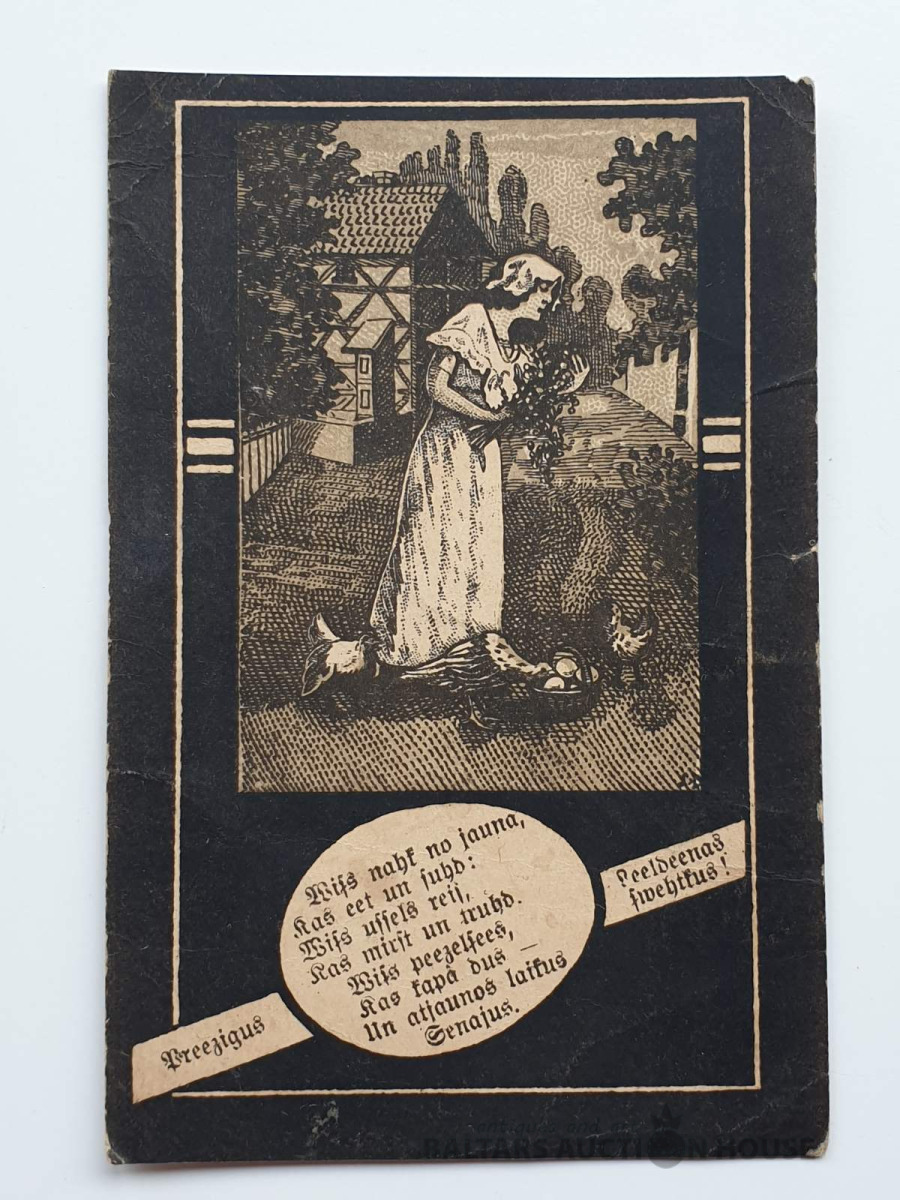 Wiss nahk no jauna,
Kas eet un suhd:
Wiss ussels reis,
Kas mirst un truhd.
Wiss peezelsees,
Kas kapâ dus —
Un atjaunos laikus
Senajus.
Preezigus
Leeldeenas
swehtkus!
BALTARS AUCTION HOUSE